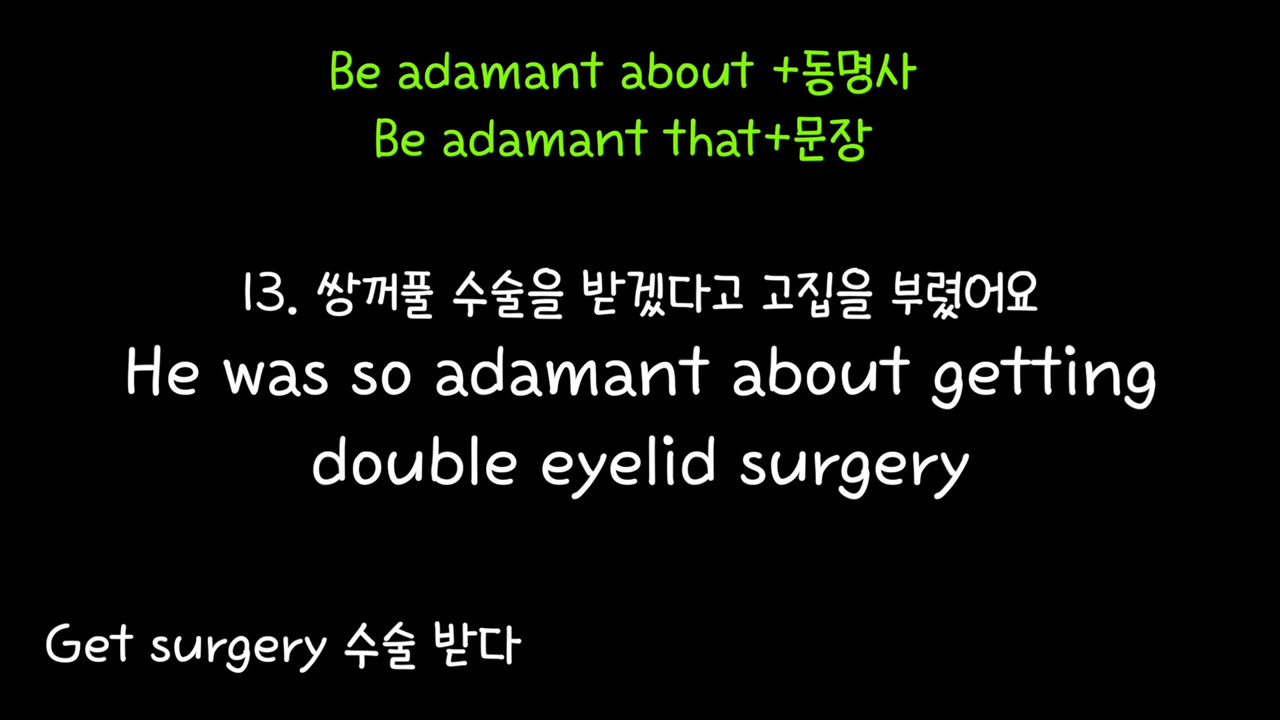 Be adamant about +동명사
Be adamant that+문장
13. 쌍꺼풀 수술을 받겠다고 고집을 부렸어요
He was so adamant about getting
double eyelid surgery
Get surgery 수술 받다